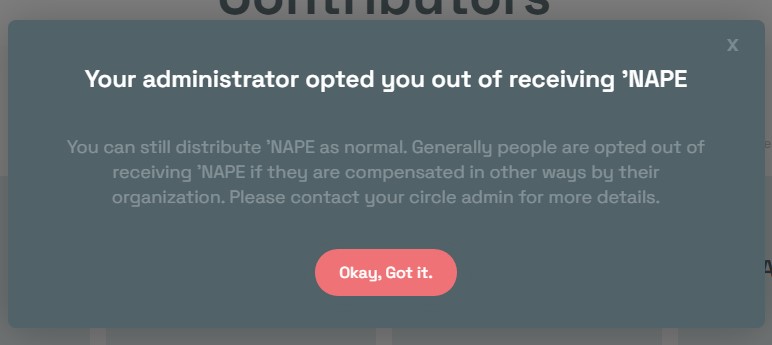 Contributors
X
Your administrator opted you out of receiving ’NAPE
You can still distribute ’NAPE as normal. Generally people are opted out of
receiving ’NAPE if they are compensated in other ways by their
organization. Please contact your circle admin for more details.
Okay, Got it.